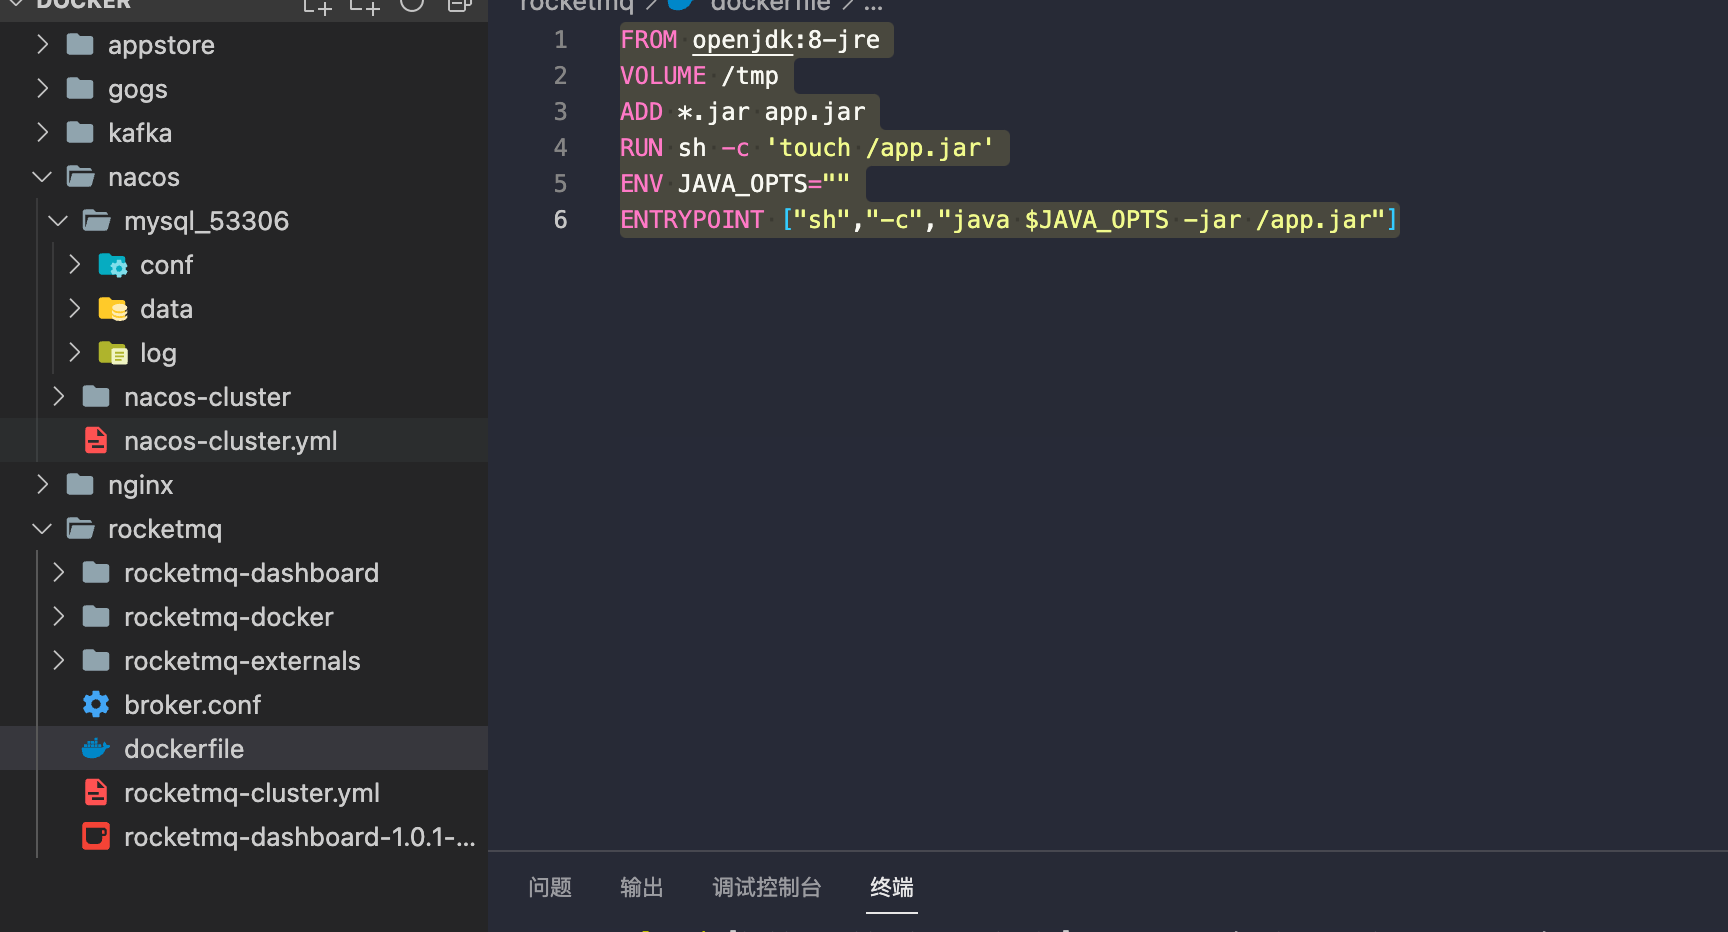 DOCKER
appstore
gogs
kafka
nacos
mysql_53306
conf
data
log
nacos-cluster
nacos-cluster.yml
nginx
rocketmq
rocketmq-dashboard
rocketmq-docker
rocketmq-externals
broker.conf
dockerfile
rocketmq-cluster.yml
rocketmq-dashboard-1.0.1-...
rocketmq > dockerfile > ...
1 FROM openjdk:8-jre
2 VOLUME /tmp
3 ADD *.jar app.jar
4 RUN sh -c 'touch /app.jar'
5 ENV JAVA_OPTS=""
6 ENTRYPOINT ["sh","-c","java $JAVA_OPTS -jar /app.jar"]
问题 输出 调试控制台 终端